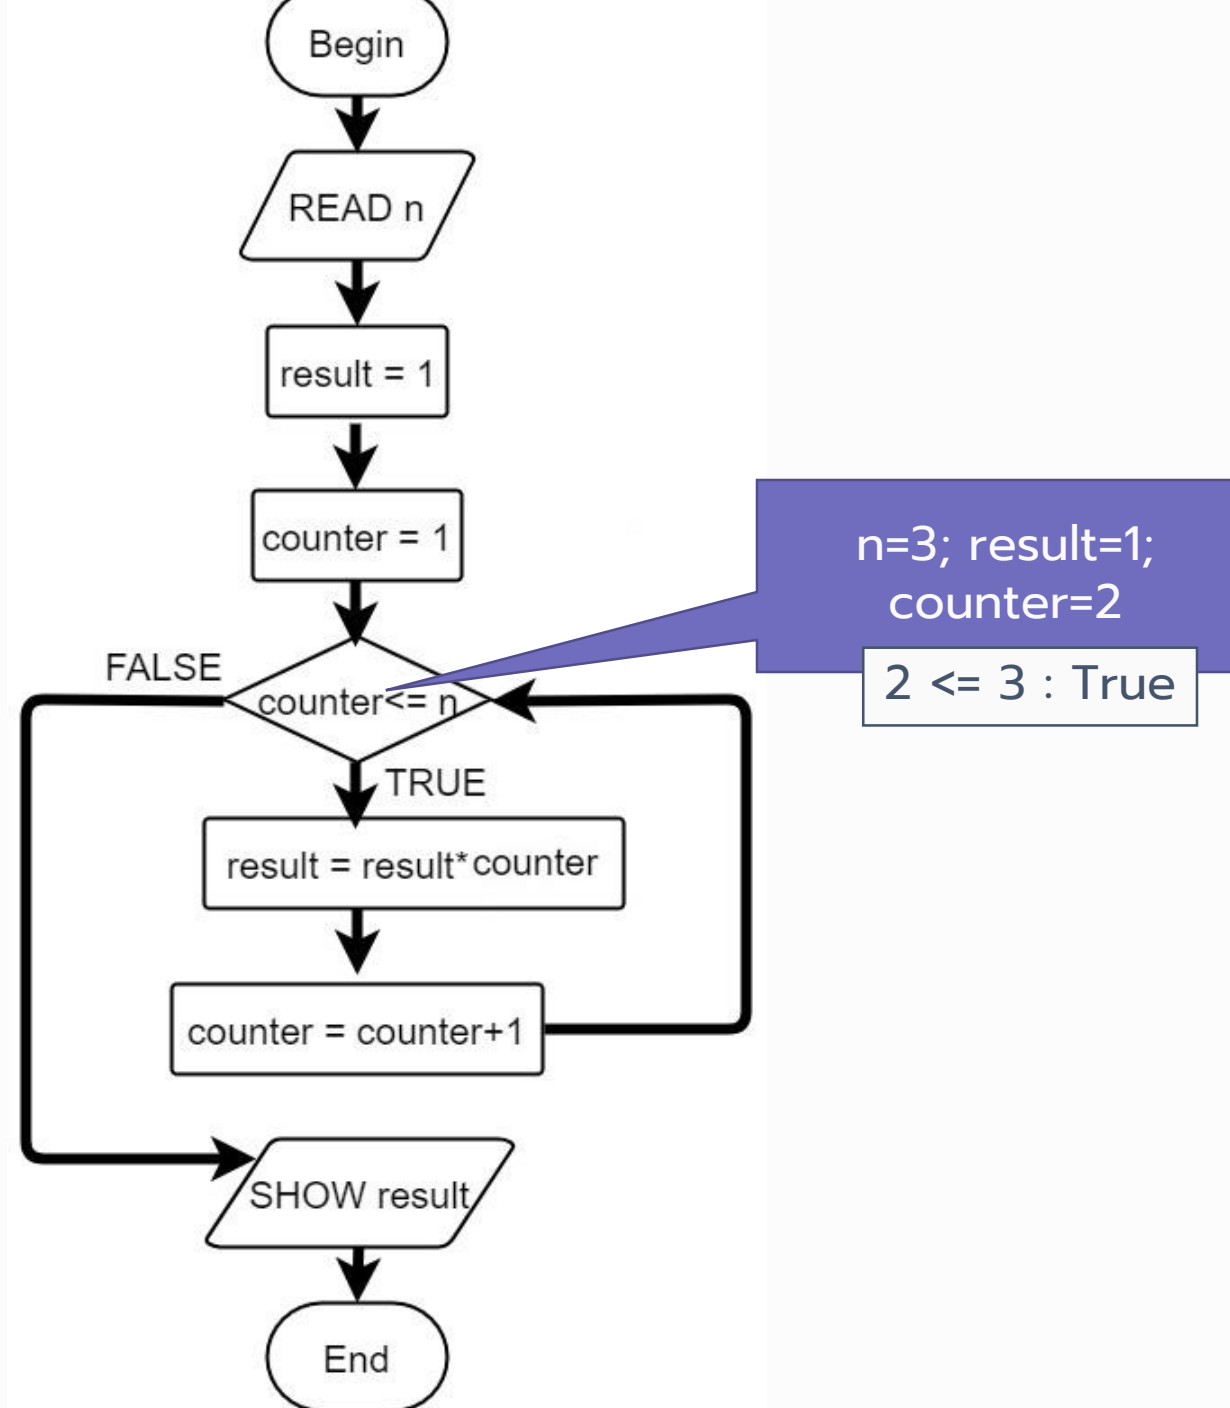 Begin
READ n
result = 1
counter = 1
n=3; result=1;
counter=2
2 <= 3 : True
FALSE
counter<= n
TRUE
result = result*counter
counter = counter+1
SHOW result
End